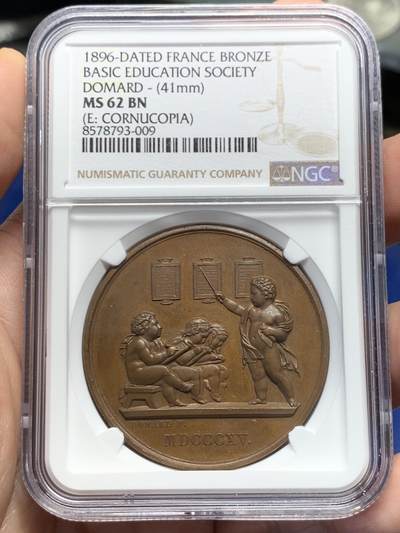 1896-DATED FRANCE BRONZE
BASIC EDUCATION SOCIETY
DOMARD - (41mm)
MS 62 BN
(E: CORNUCOPIA)
8578793-009
NUMISMATIC GUARANTY COMPANY
NGC
MDCCCXV.